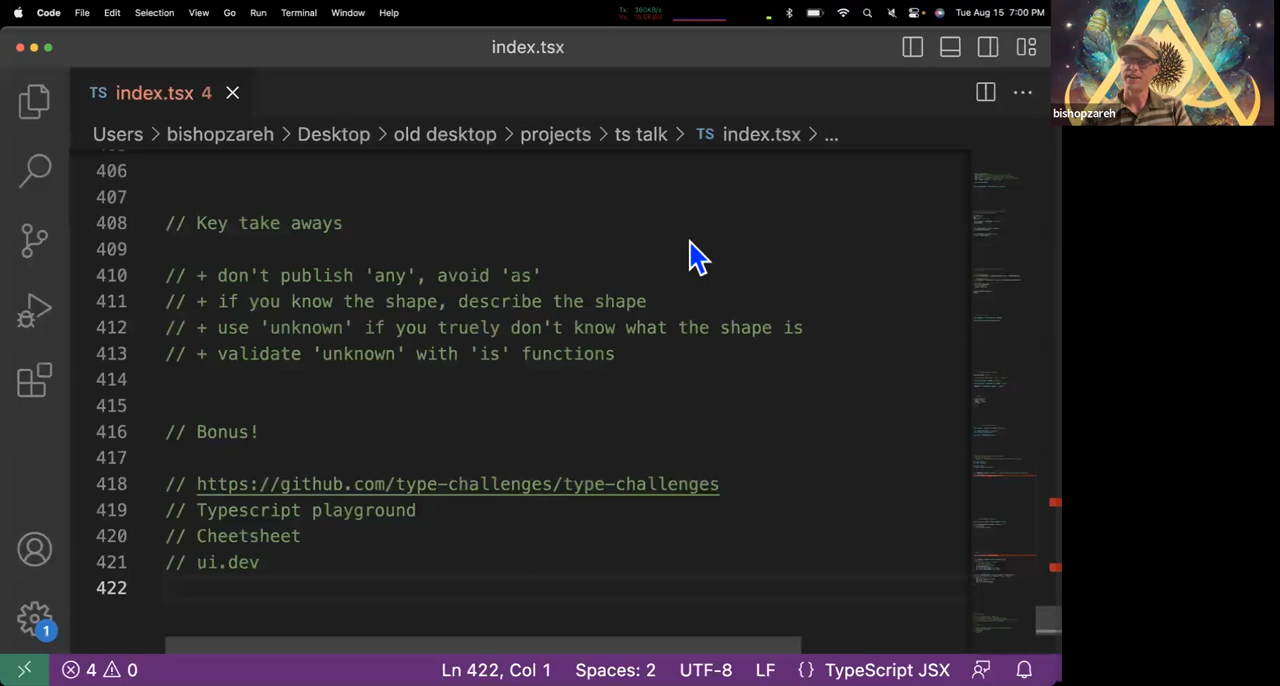 Code File Edit Selection View Go Run Terminal Window Help Tue Aug 15 7:00 PM
index.tsx
TS index.tsx 4
Users > bishopzareh > Desktop > old desktop > projects > ts talk > TS index.tsx > ...
bishopzareh
406
407
408 // Key take aways
409
410 // + don't publish 'any', avoid 'as'
411 // + if you know the shape, describe the shape
412 // + use 'unknown' if you truely don't know what the shape is
413 // + validate 'unknown' with 'is' functions
414
415
416 // Bonus!
417
418 // https://github.com/type-challenges/type-challenges
419 // Typescript playground
420 // Cheetsheet
421 // ui.dev
422
1
4 0 Ln 422, Col 1 Spaces: 2 UTF-8 LF {} TypeScript JSX